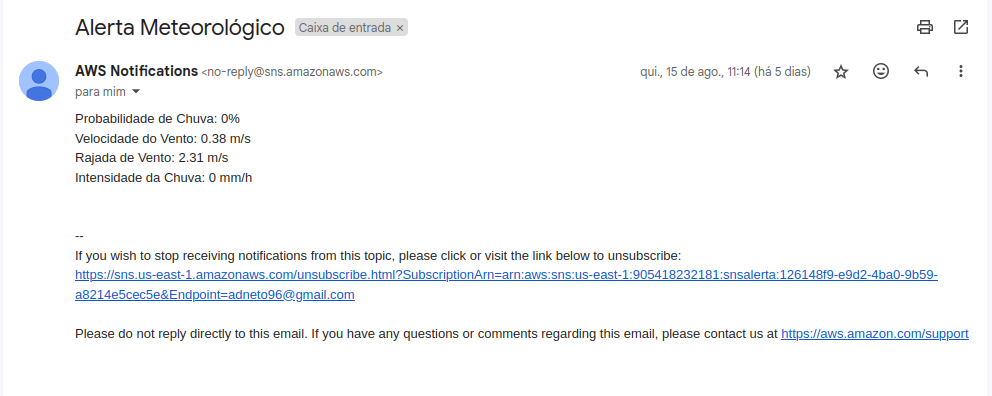 Alerta Meteorológico Caixa de entrada ×
AWS Notifications <no-reply@sns.amazonaws.com> qui., 15 de ago., 11:14 (há 5 dias)
para mim
Probabilidade de Chuva: 0%
Velocidade do Vento: 0.38 m/s
Rajada de Vento: 2.31 m/s
Intensidade da Chuva: 0 mm/h
--
If you wish to stop receiving notifications from this topic, please click or visit the link below to unsubscribe:
https://sns.us-east-1.amazonaws.com/unsubscribe.html?SubscriptionArn=arn:aws:sns:us-east-1:905418232181:snsalerta:126148f9-e9d2-4ba0-9b59-
a8214e5cec5e&Endpoint=adneto96@gmail.com
Please do not reply directly to this email. If you have any questions or comments regarding this email, please contact us at https://aws.amazon.com/support